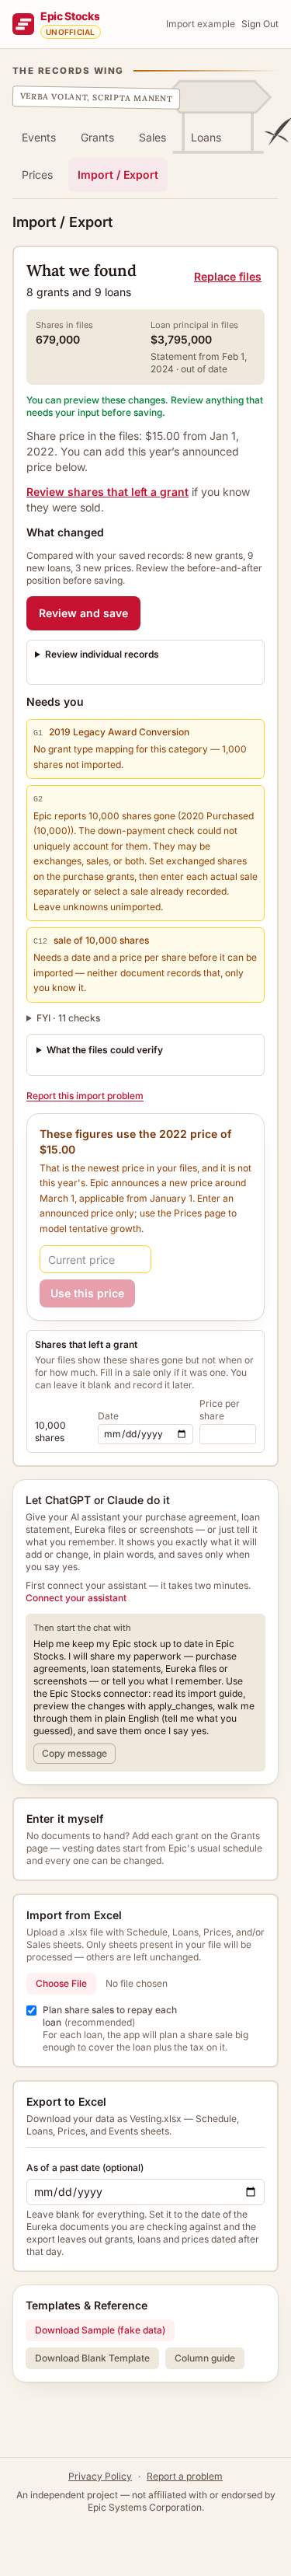 Epic Stocks
UNOFFICIAL
Import example
Sign Out
THE RECORDS WING
VERBA VOLANT, SCRIPTA MANENT
Events
Grants
Sales
Loans
Prices
Import / Export
Import / Export
What we found
Replace files
8 grants and 9 loans
Shares in files
679,000
Loan principal in files
$3,795,000
Statement from Feb 1,
2024 · out of date
You can preview these changes. Review anything that
needs your input before saving.
Share price in the files: $15.00 from Jan 1,
2022. You can add this year's announced
price below.
Review shares that left a grant if you know
they were sold.
What changed
Compared with your saved records: 8 new grants, 9
new loans, 3 new prices. Review the before-and-after
position before saving.
Review and save
Review individual records
Needs you
G1 2019 Legacy Award Conversion
No grant type mapping for this category — 1,000
shares not imported.
G2
Epic reports 10,000 shares gone (2020 Purchased
(10,000)). The down-payment check could not
uniquely account for them. They may be
exchanges, sales, or both. Set exchanged shares
on the purchase grants, then enter each actual sale
separately or select a sale already recorded.
Leave unknowns unimported.
C12 sale of 10,000 shares
Needs a date and a price per share before it can be
imported — neither document records that, only
you know it.
FYI · 11 checks
What the files could verify
Report this import problem
These figures use the 2022 price of
$15.00
That is the newest price in your files, and it is not
this year's. Epic announces a new price around
March 1, applicable from January 1. Enter an
announced price only; use the Prices page to
model tentative growth.
Current price
Use this price
Shares that left a grant
Your files show these shares gone but not when or
for how much. Fill in a sale only if it was one. You
can leave it blank and record it later.
10,000
shares
Date
mm/dd/yyyy
Price per
share
Let ChatGPT or Claude do it
Give your AI assistant your purchase agreement, loan
statement, Eureka files or screenshots — or just tell it
what you remember. It shows you exactly what it will
add or change, in plain words, and saves only when
you say yes.
First connect your assistant — it takes two minutes.
Connect your assistant
Then start the chat with
Help me keep my Epic stock up to date in Epic
Stocks. I will share my paperwork — purchase
agreements, loan statements, Eureka files or
screenshots — or tell you what I remember. Use
the Epic Stocks connector: read its import guide,
preview the changes with apply_changes, walk me
through them in plain English (tell me what you
guessed), and save them once I say yes.
Copy message
Enter it myself
No documents to hand? Add each grant on the Grants
page — vesting dates start from Epic's usual schedule
and every one can be changed.
Import from Excel
Upload a .xlsx file with Schedule, Loans, Prices, and/or
Sales sheets. Only sheets present in your file will be
processed — others are left unchanged.
Choose File
No file chosen
Plan share sales to repay each
loan (recommended)
For each loan, the app will plan a share sale big
enough to cover the loan plus the tax on it.
Export to Excel
Download your data as Vesting.xlsx — Schedule,
Loans, Prices, and Events sheets.
As of a past date (optional)
mm/dd/yyyy
Leave blank for everything. Set it to the date of the
Eureka documents you are checking against and the
export leaves out grants, loans and prices dated after
that day.
Templates & Reference
Download Sample (fake data)
Download Blank Template
Column guide
Privacy Policy · Report a problem
An independent project — not affiliated with or endorsed by
Epic Systems Corporation.